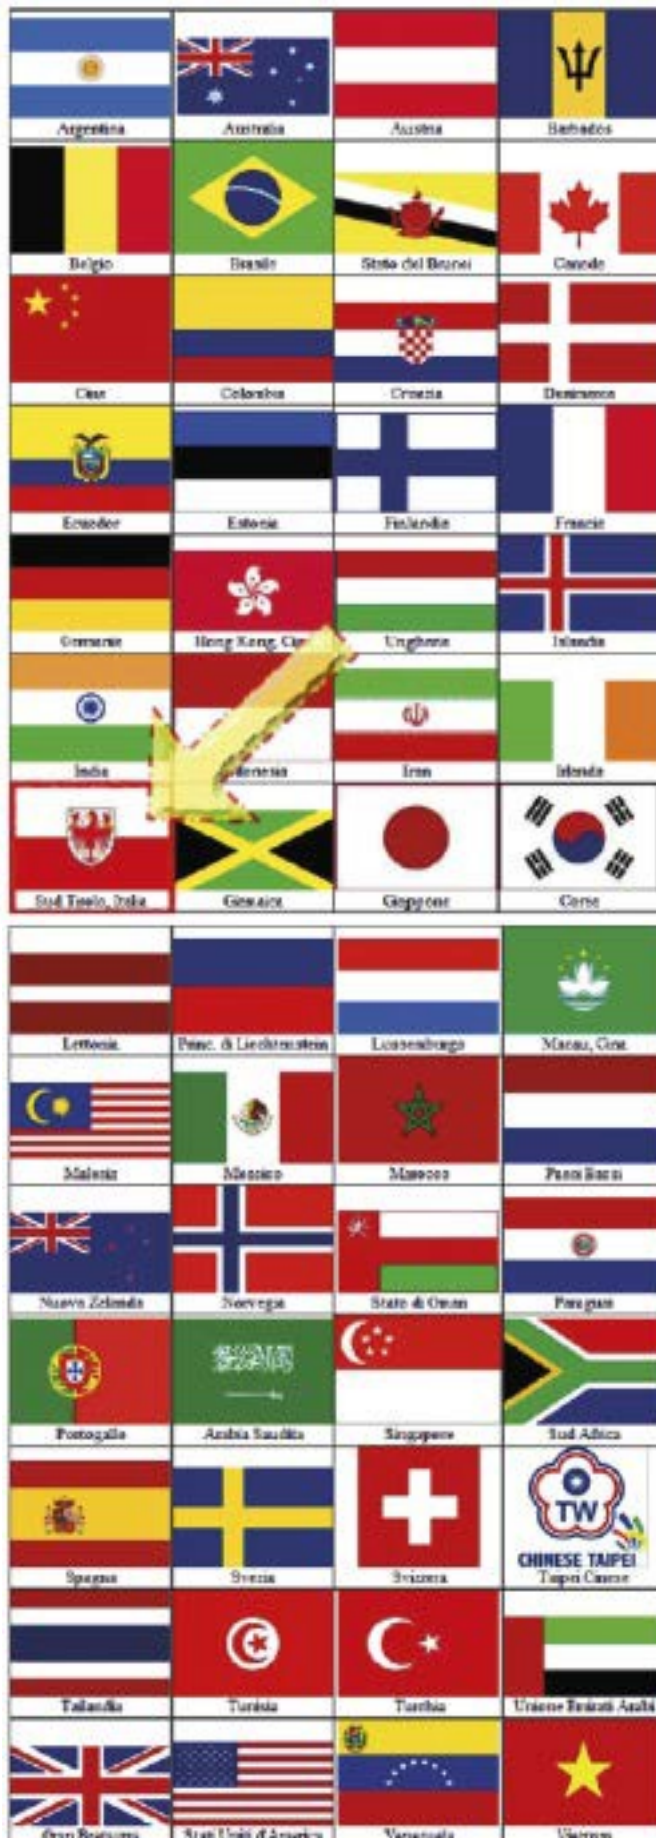 Argentina
Australia
Austria
Barbados
Belgio
Brasile
Stato del Brunei
Canada
Cina
Colombia
Croazia
Danimarca
Ecuador
Estonia
Finlandia
Francia
Germania
Hong Kong, Cina
Ungheria
Islanda
India
donesia
Iran
Irlanda
Sud Tirolo, Italia
Giamaica
Giappone
Corea
Lettonia
Princ. di Liechtenstein
Lussemburgo
Macau, Cina
Malesia
Messico
Marocco
Paesi Bassi
Nuova Zelanda
Norvegia
Stato di Oman
Paraguay
Portogallo
Arabia Saudita
Singapore
Sud Africa
Spagna
Svezia
Svizzera
TW
CHINESE TAIPEI
Taipei Cinese
Tailandia
Tunisia
Turchia
Unione Emirati Arabi
Gran Bretagna
Stati Uniti d'America
Venezuela
Vietnam